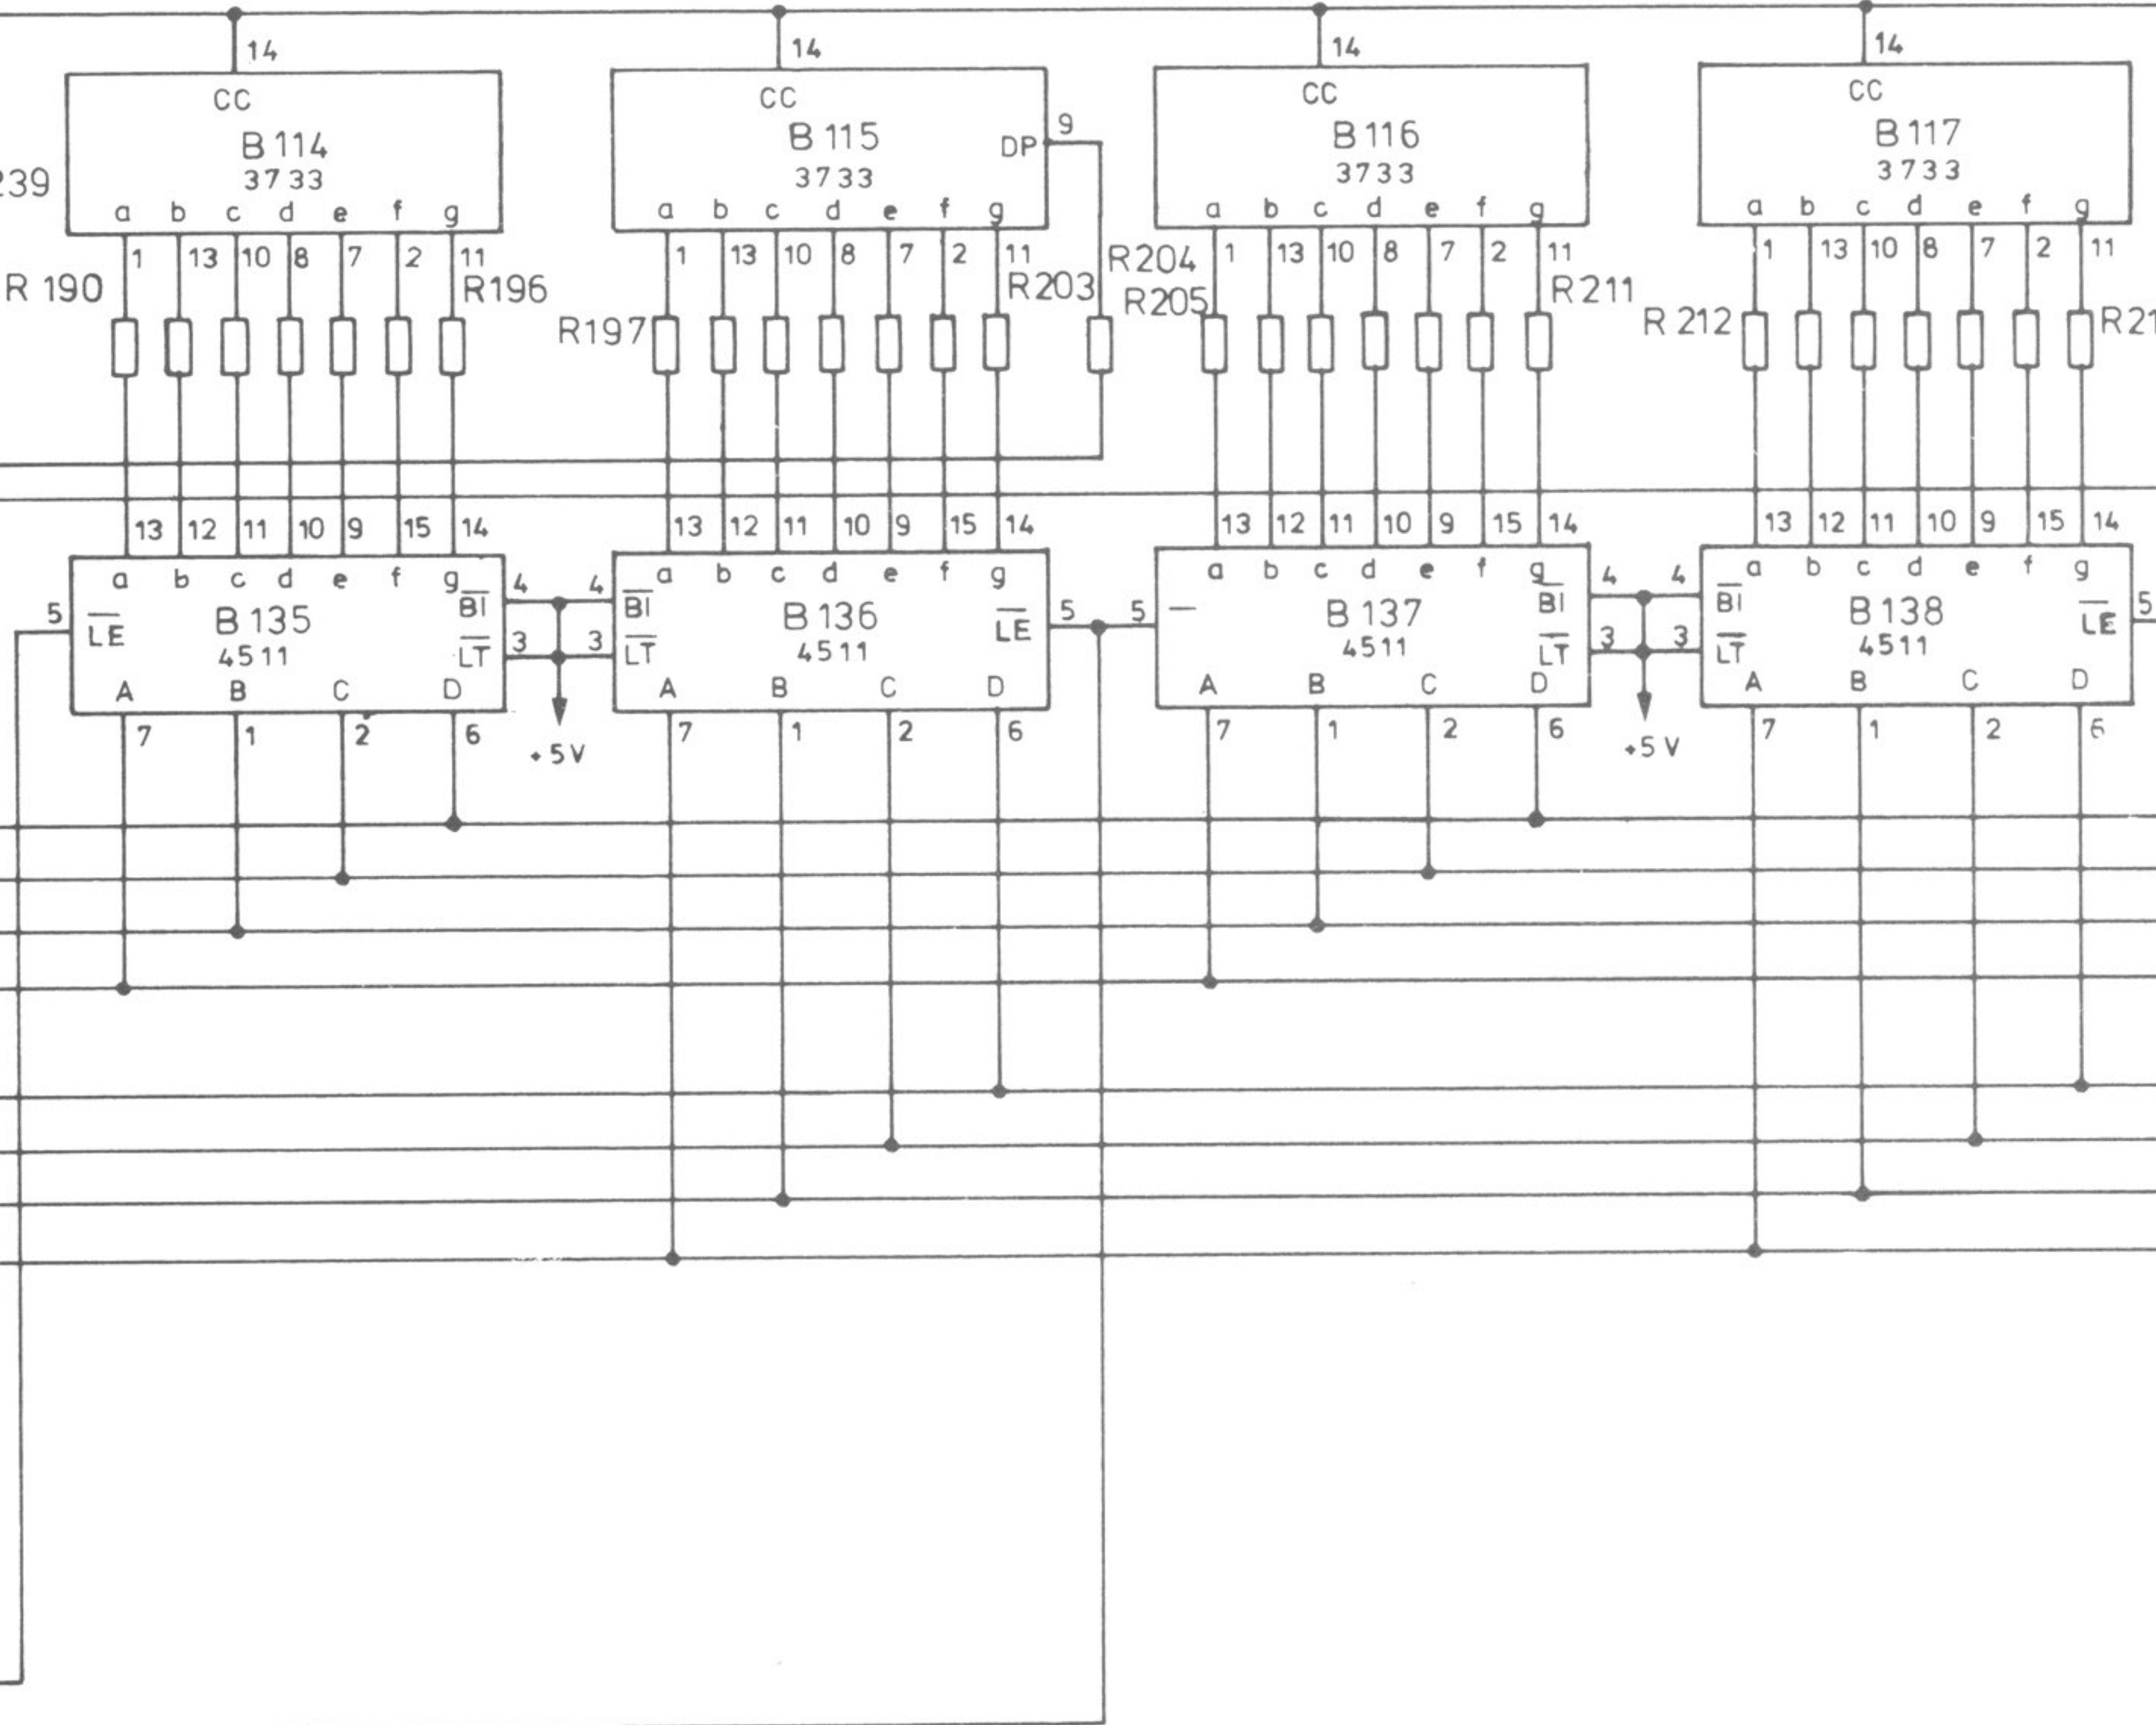 14 14 14 14
CC CC CC CC
B 114 B 115 DP 9 B 116 B 117
239 3733 3733 3733 3733
a b c d e f g a b c d e f g a b c d e f g a b c d e f g
1 13 10 8 7 2 11 1 13 10 8 7 2 11 R204 1 13 10 8 7 2 11 1 13 10 8 7 2 11
R 190 R196 R203 R205 R211
R197 R 212 R21
13 12 11 10 9 15 14 13 12 11 10 9 15 14 13 12 11 10 9 15 14 13 12 11 10 9 15 14
a b c d e f g a b c d e f g a b c d e f g a b c d e f g
5 LE B 135 BI 4 4 BI B 136 LE 5 5 B 137 BI 4 4 BI B 138 LE 5
4511 LT 3 3 LT 4511 4511 LT 3 3 LT 4511
A B C D A B C D A B C D A B C D
7 1 2 6 7 1 2 6 7 1 2 6 7 1 2 6
+5V +5V